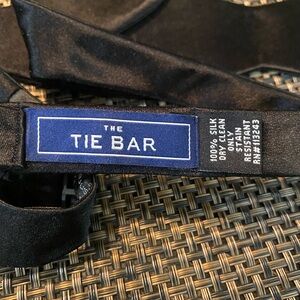 THE
TIE BAR
100% SILK
DRY CLEAN
ONLY
STAIN
RESISTANT
RN#113243